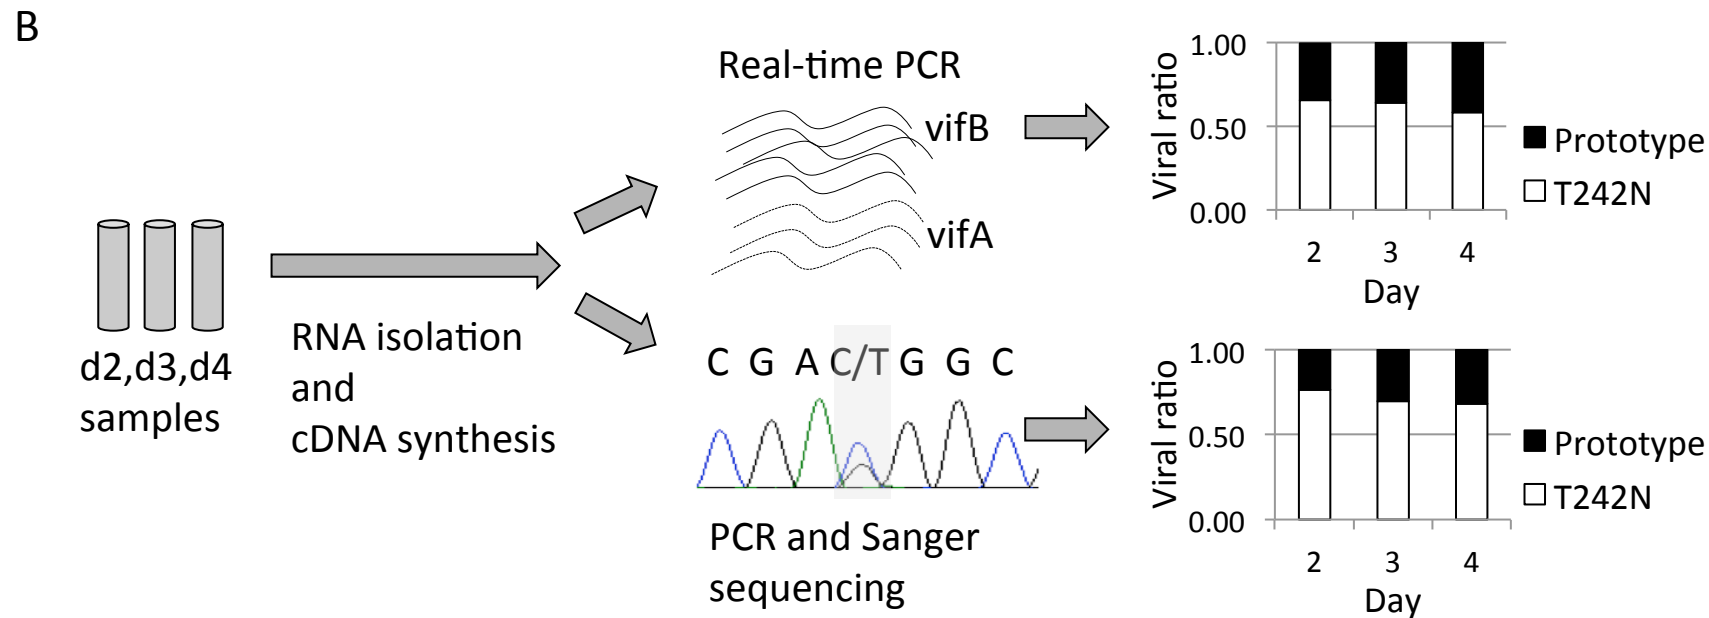 B
d2,d3,d4
samples
RNA isolation
and
cDNA synthesis
Real-time PCR
vifB
vifA
1.00
0.50
0.00
Viral ratio
2 3 4
Day
Prototype
T242N
C G A C/T G G C
PCR and Sanger
sequencing
1.00
0.50
0.00
Viral ratio
2 3 4
Day
Prototype
T242N